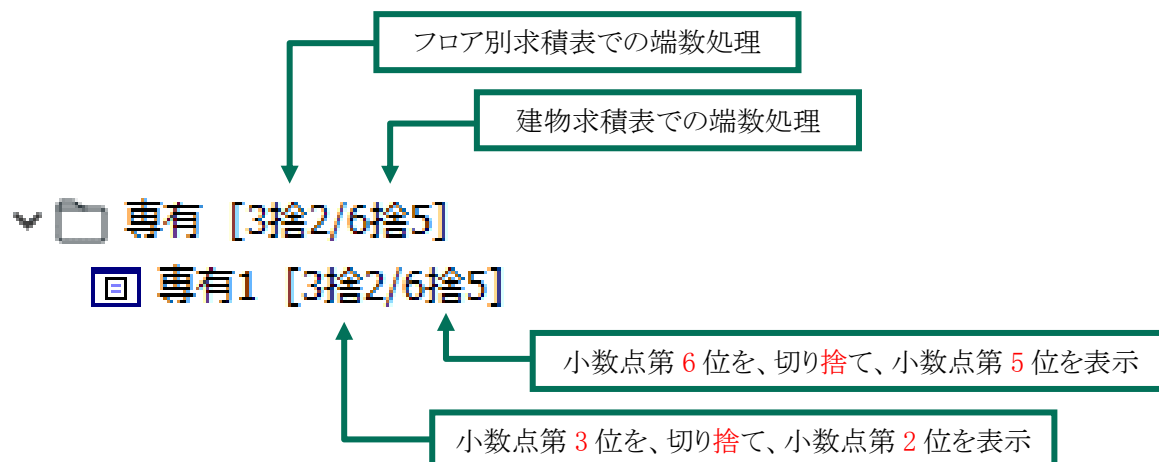 フロア別求積表での端数処理
建物求積表での端数処理
専有 [3捨2/6捨5]
専有1 [3捨2/6捨5]
小数点第 6 位を、切り捨て、小数点第 5 位を表示
小数点第 3 位を、切り捨て、小数点第 2 位を表示